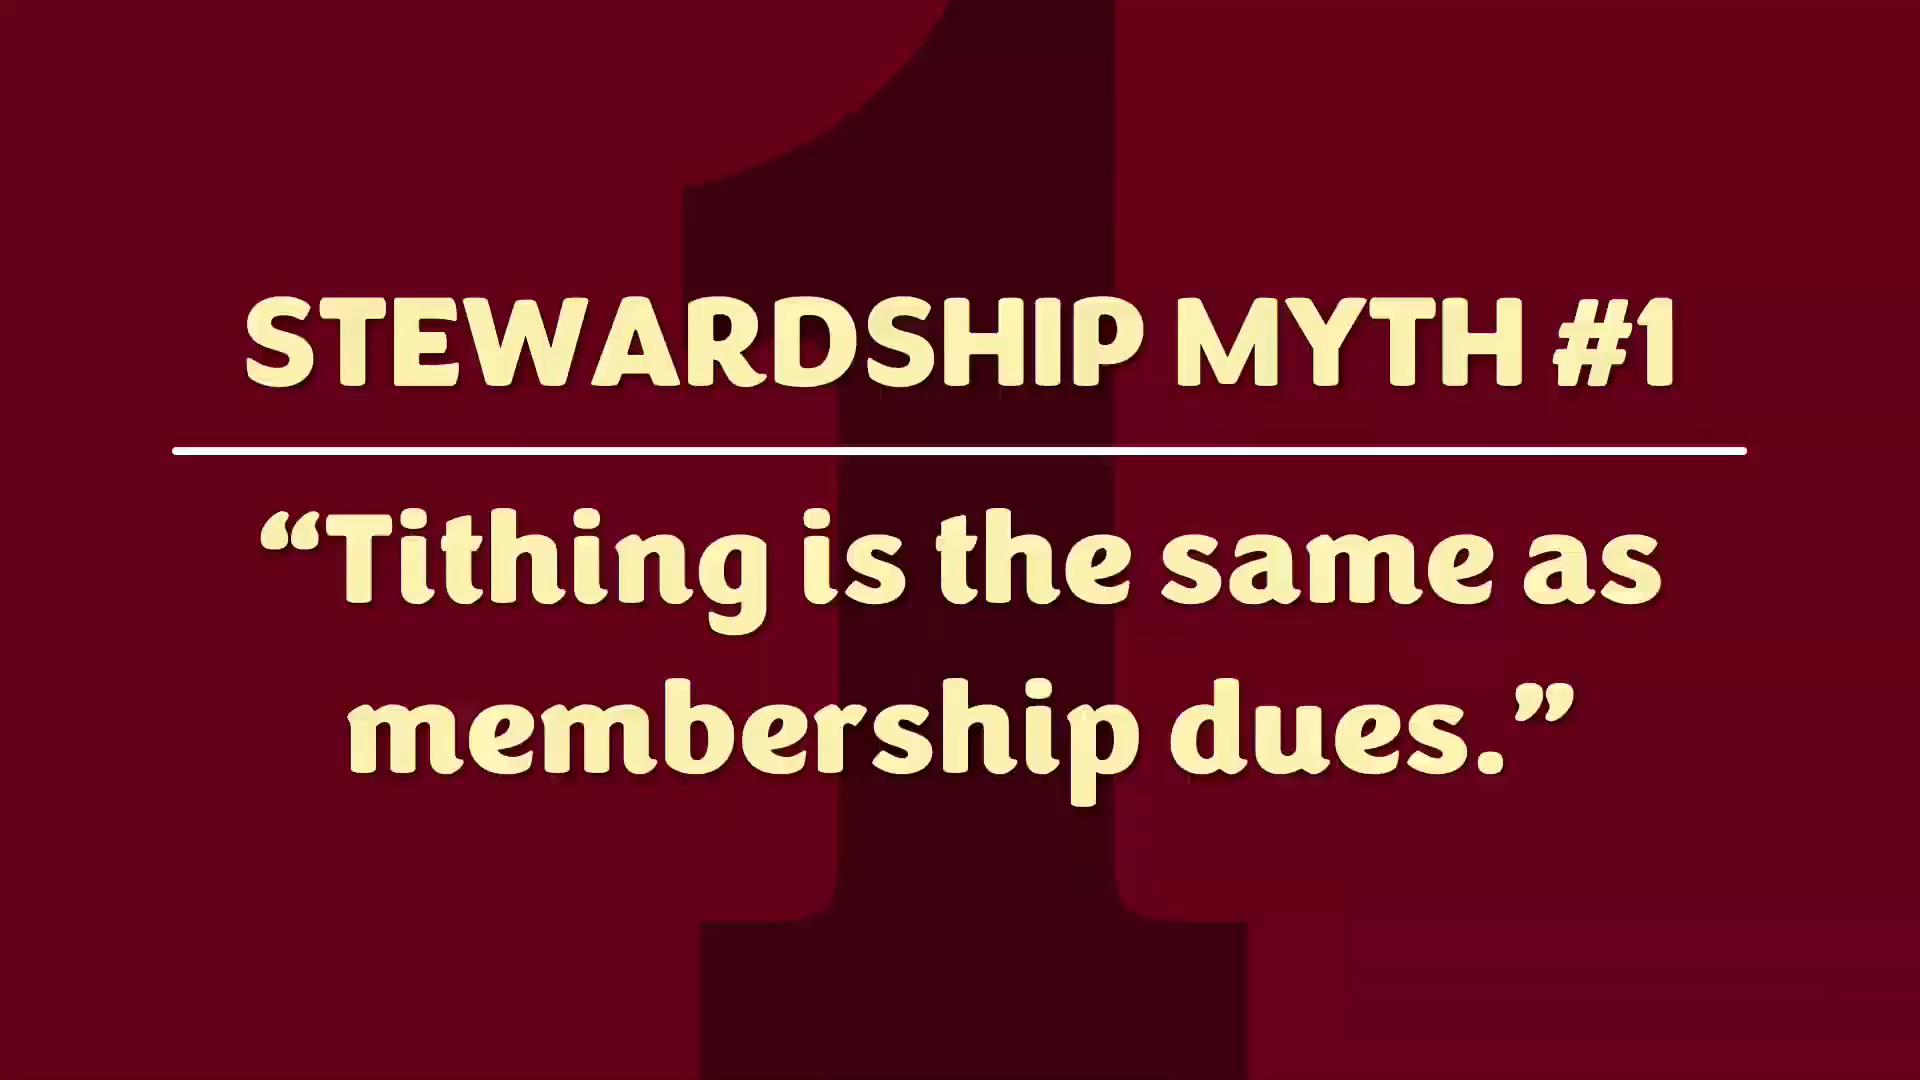 STEWARDSHIP MYTH #1
“Tithing is the same as
membership dues.”